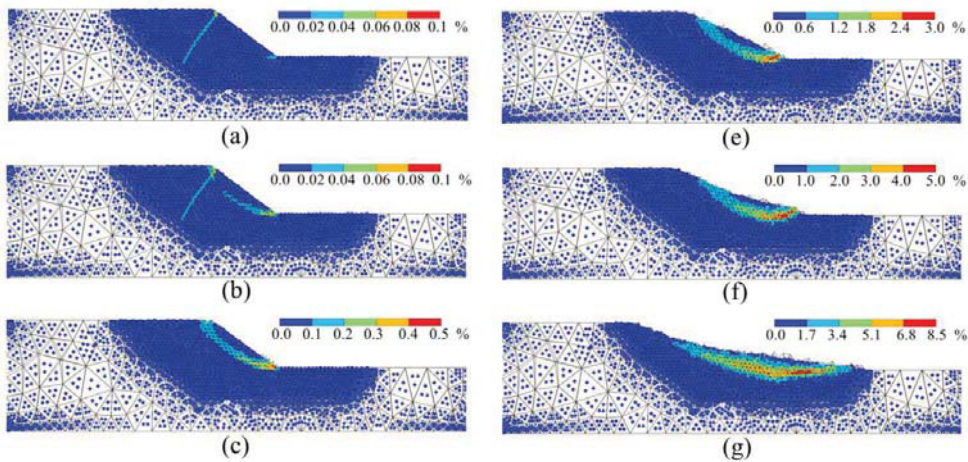 0.0 0.02 0.04 0.06 0.08 0.1 %
(a)
0.0 0.02 0.04 0.06 0.08 0.1 %
(b)
0.0 0.1 0.2 0.3 0.4 0.5 %
(c)
0.0 0.6 1.2 1.8 2.4 3.0 %
(e)
0.0 1.0 2.0 3.0 4.0 5.0 %
(f)
0.0 1.7 3.4 5.1 6.8 8.5 %
(g)